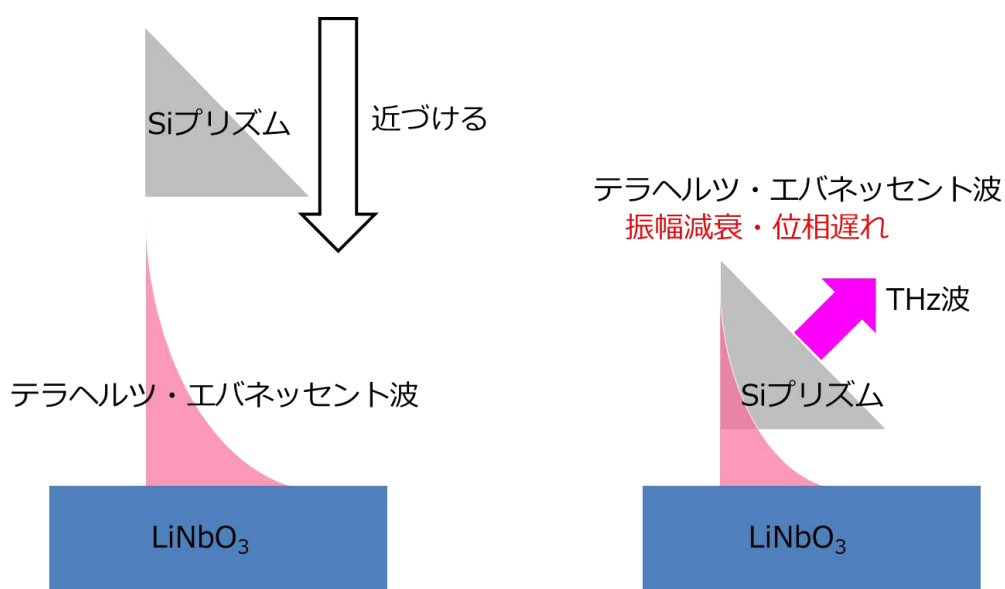 Siプリズム
近づける
テラヘルツ・エバネッセント波
LiNbO₃
テラヘルツ・エバネッセント波
振幅減衰・位相遅れ
THz波
Siプリズム
LiNbO₃